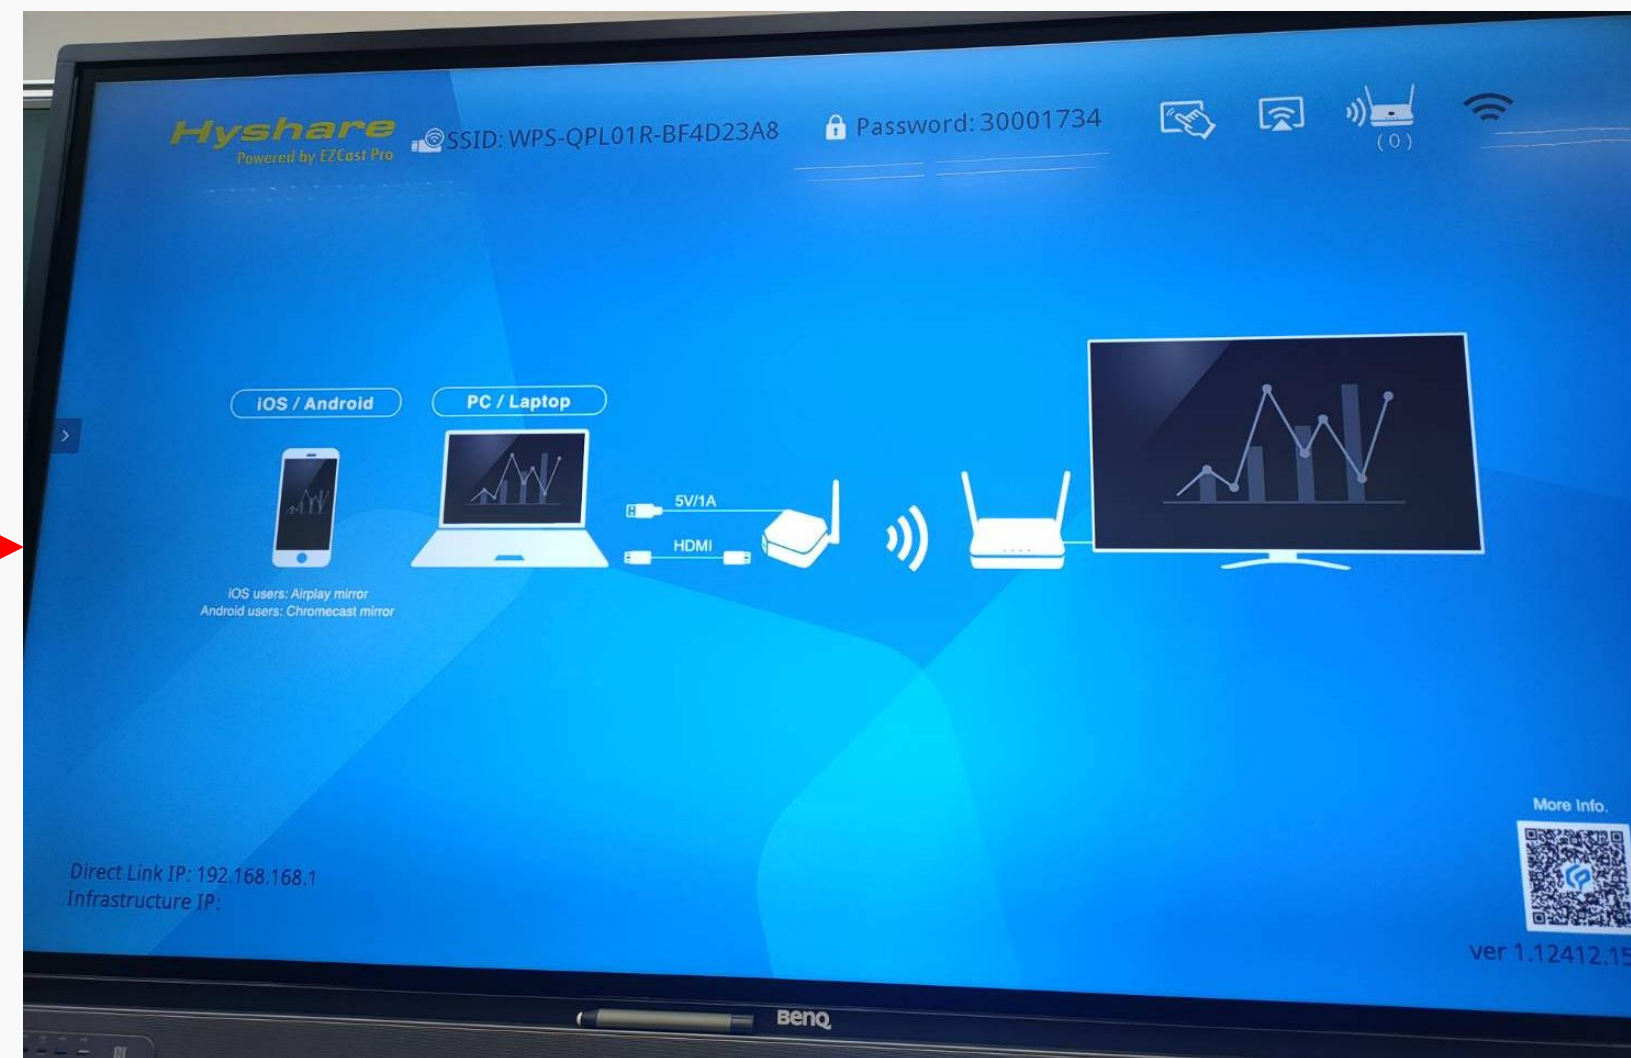 Hyshare
Powered by EZCast Pro
SSID: WPS-QPL01R-BF4D23A8
Password: 30001734
(0)
iOS / Android
PC / Laptop
5V/1A
HDMI
iOS users: Airplay mirror
Android users: Chromecast mirror
More Info.
Direct Link IP: 192.168.168.1
Infrastructure IP:
ver 1.12412.15
BenQ